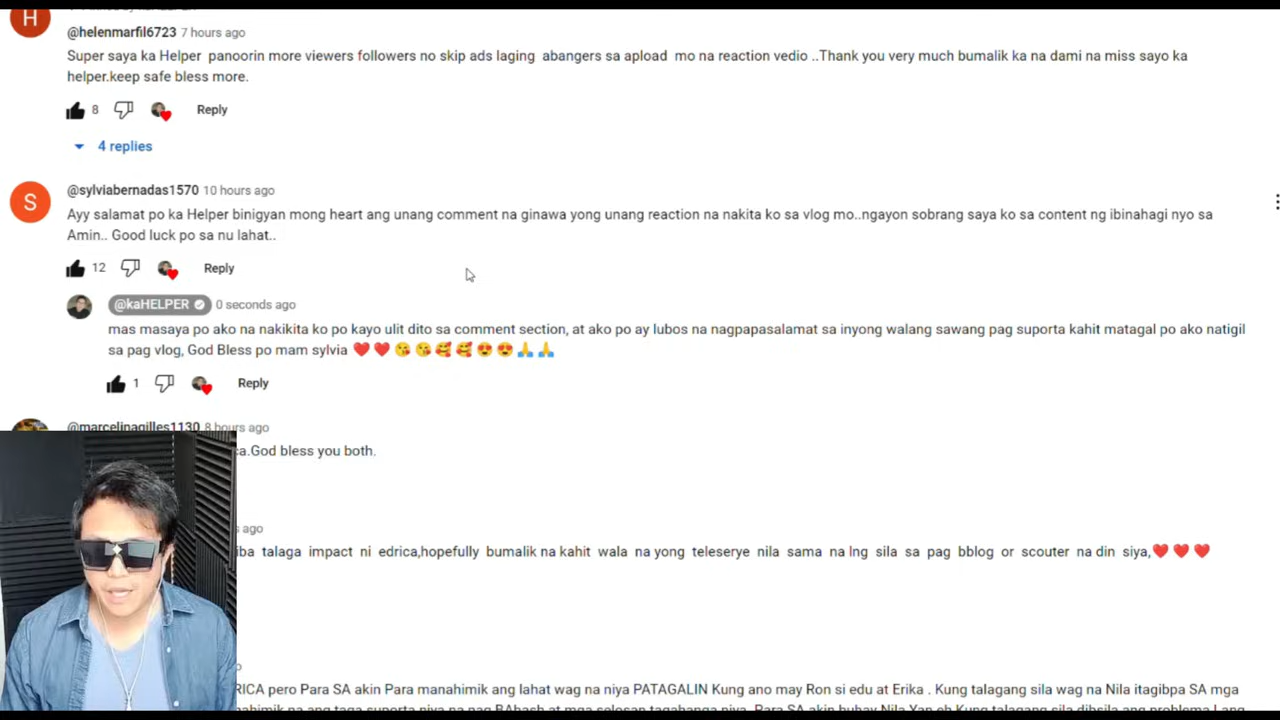 @helenmarfil6723 7 hours ago
Super saya ka Helper panoorin more viewers followers no skip ads laging abangers sa apload mo na reaction vedio ..Thank you very much bumalik ka na dami na miss sayo ka
helper.keep safe bless more.
8 Reply
4 replies
@sylviabernadas1570 10 hours ago
Ayy salamat po ka Helper binigyan mong heart ang unang comment na ginawa yong unang reaction na nakita ko sa vlog mo..ngayon sobrang saya ko sa content ng ibinahagi nyo sa
Amin.. Good luck po sa nu lahat..
12 Reply
@kaHELPER 0 seconds ago
mas masaya po ako na nakikita ko po kayo ulit dito sa comment section, at ako po ay lubos na nagpapasalamat sa inyong walang sawang pag suporta kahit matagal po ako natigil
sa pag vlog, God Bless po mam sylvia ❤️ ❤️ 😘 😘 🥰 🥰 😍 😍 🙏 🙏
1 Reply
@marcelinagilles1130 8 hours ago
ca.God bless you both.
ago
iba talaga impact ni edrica,hopefully bumalik na kahit wala na yong teleserye nila sama na lng sila sa pag bblog or scouter na din siya,❤️ ❤️ ❤️
RICA pero Para SA akin Para manahimik ang lahat wag na niya PATAGALIN Kung ano may Ron si edu at Erika . Kung talagang sila wag na Nila itagibpa SA mga